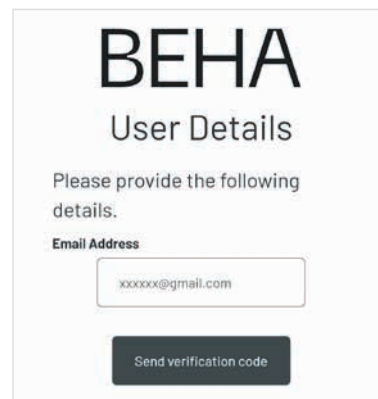 BEHA
User Details
Please provide the following
details.
Email Address
xxxxxx@gmail.com
Send verification code